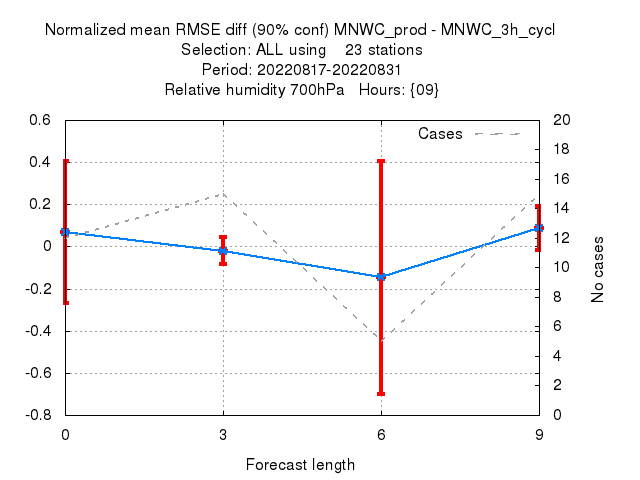 Normalized mean RMSE diff (90% conf) MNWC_prod - MNWC_3h_cycl
Selection: ALL using    23 stations
Period: 20220817-20220831
Relative humidity 700hPa   Hours: {09}
Cases
0.6
0.4
0.2
0
-0.2
-0.4
-0.6
-0.8
20
18
16
14
12
10
8
6
4
2
0
No cases
0 3 6 9
Forecast length